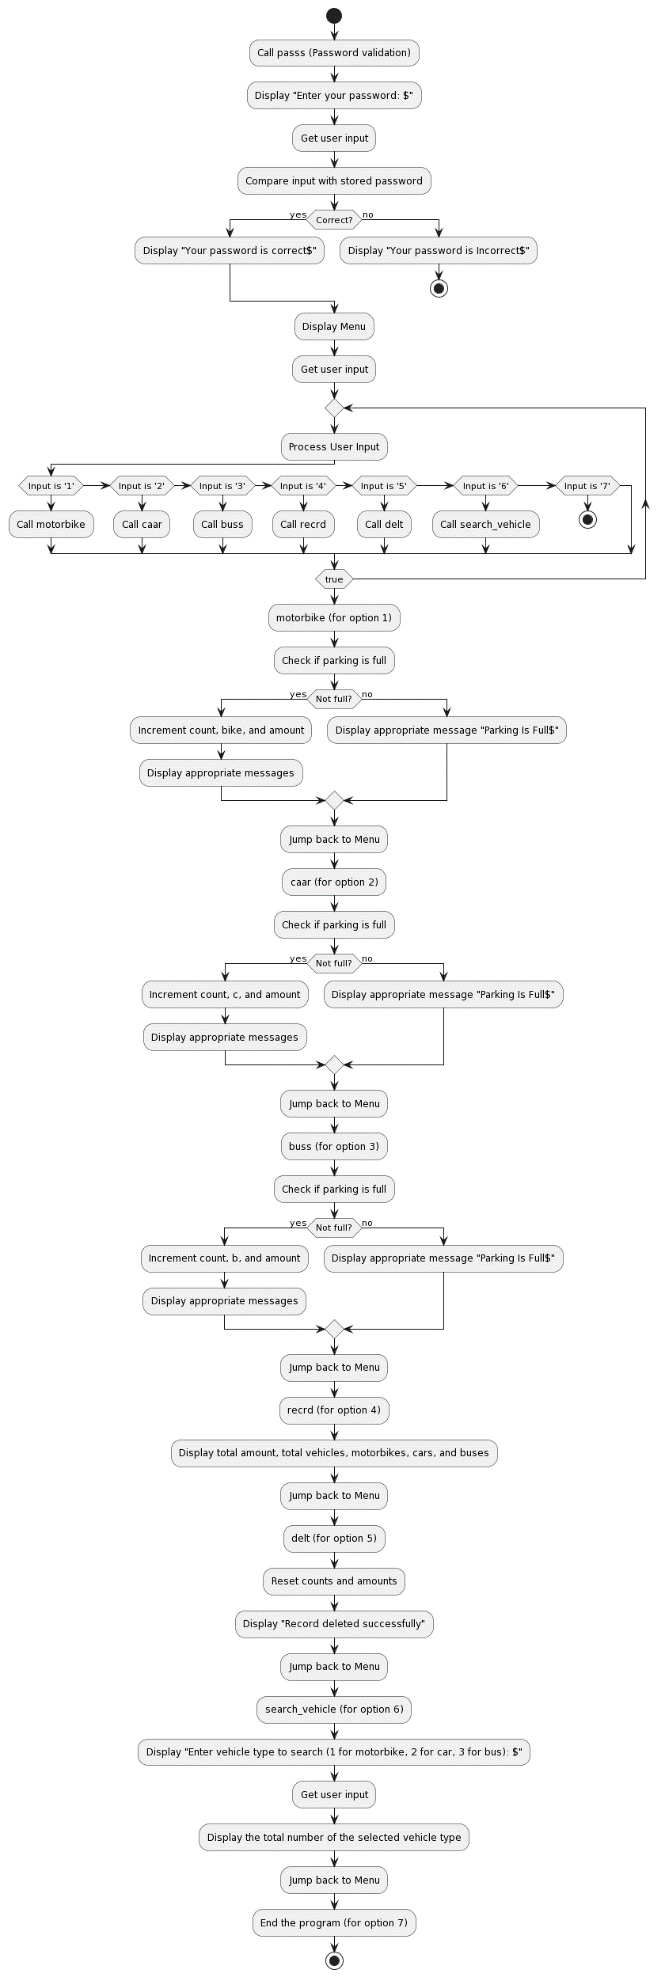 Call passs (Password validation)
Display "Enter your password: $"
Get user input
Compare input with stored password
yes
Correct?
no
Display "Your password is correct$"
Display "Your password is Incorrect$"
Display Menu
Get user input
Process User Input
Input is '1'
Input is '2'
Input is '3'
Input is '4'
Input is '5'
Input is '6'
Input is '7'
Call motorbike
Call caar
Call buss
Call recrd
Call delt
Call search_vehicle
true
motorbike (for option 1)
Check if parking is full
yes
Not full?
no
Increment count, bike, and amount
Display appropriate message "Parking Is Full$"
Display appropriate messages
Jump back to Menu
caar (for option 2)
Check if parking is full
yes
Not full?
no
Increment count, c, and amount
Display appropriate message "Parking Is Full$"
Display appropriate messages
Jump back to Menu
buss (for option 3)
Check if parking is full
yes
Not full?
no
Increment count, b, and amount
Display appropriate message "Parking Is Full$"
Display appropriate messages
Jump back to Menu
recrd (for option 4)
Display total amount, total vehicles, motorbikes, cars, and buses
Jump back to Menu
delt (for option 5)
Reset counts and amounts
Display "Record deleted successfully"
Jump back to Menu
search_vehicle (for option 6)
Display "Enter vehicle type to search (1 for motorbike, 2 for car, 3 for bus): $"
Get user input
Display the total number of the selected vehicle type
Jump back to Menu
End the program (for option 7)